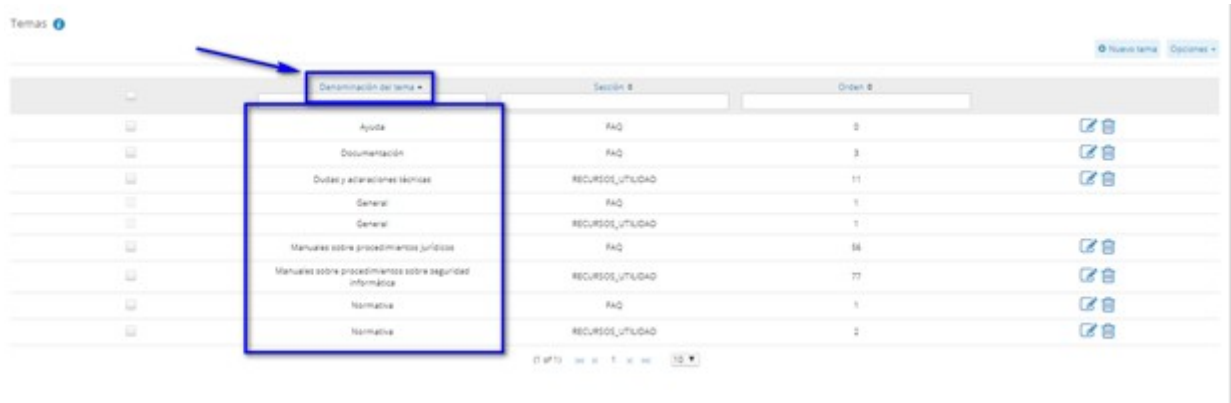 Temas
Nuevo tema Opciones
Denominación del tema Sección Orden
Ayuda FAQ 0
Documentación FAQ 3
Dudas y aclaraciones técnicas RECURSOS_UTILIDAD 11
General FAQ 1
General RECURSOS_UTILIDAD 1
Manuales sobre procedimientos jurídicos FAQ 56
Manuales sobre procedimientos sobre seguridad
informática RECURSOS_UTILIDAD 77
Normativa FAQ 1
Normativa RECURSOS_UTILIDAD 2
(1 of 1) 1 10